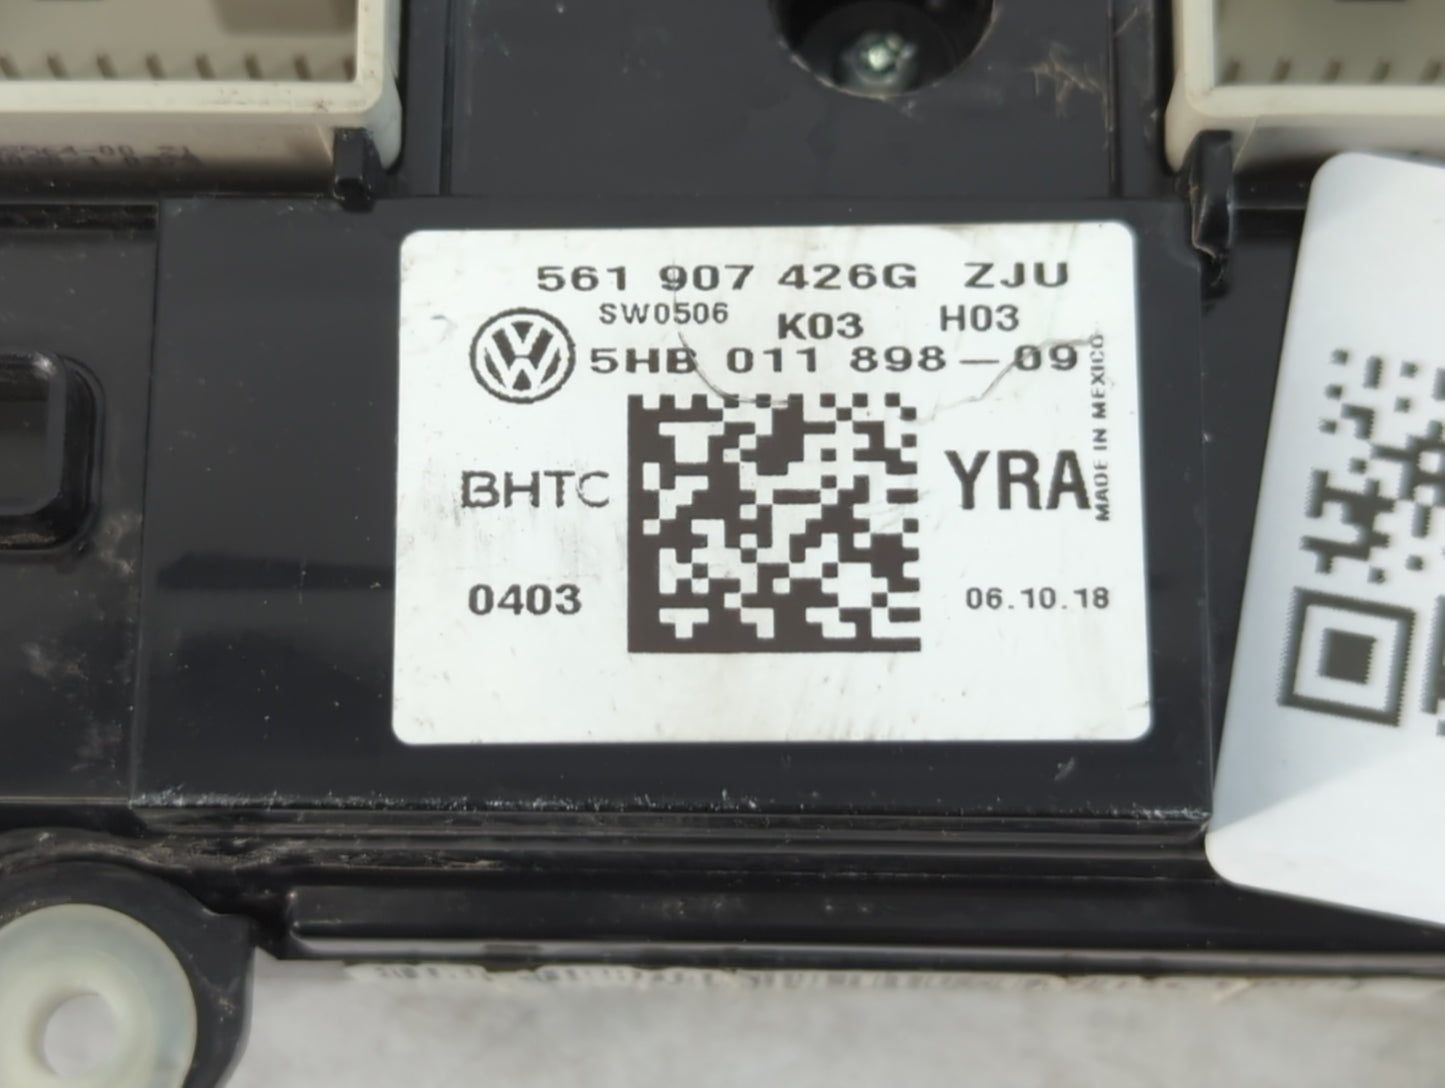 561 907 426G ZJU
SW0506 K03 H03
5HB 011 898-09
MADE IN MEXICO
BHTC
YRA
0403
06.10.18